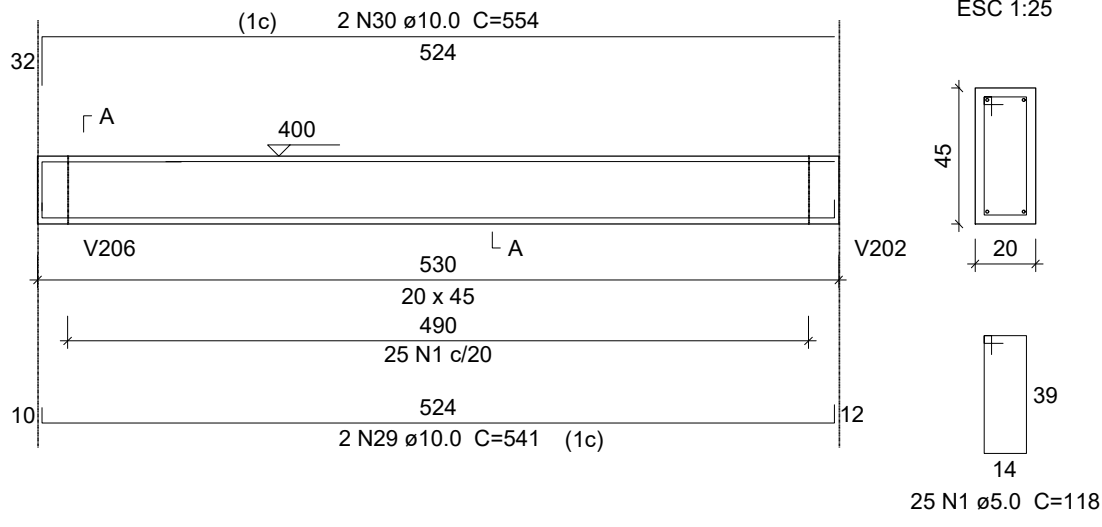 (1c) 2 N30 ø10.0 C=554
ESC 1:25
524
32
A
400
45
A
V206
V202
20
530
20 x 45
490
25 N1 c/20
39
524
10
12
2 N29 ø10.0 C=541 (1c)
14
25 N1 ø5.0 C=118